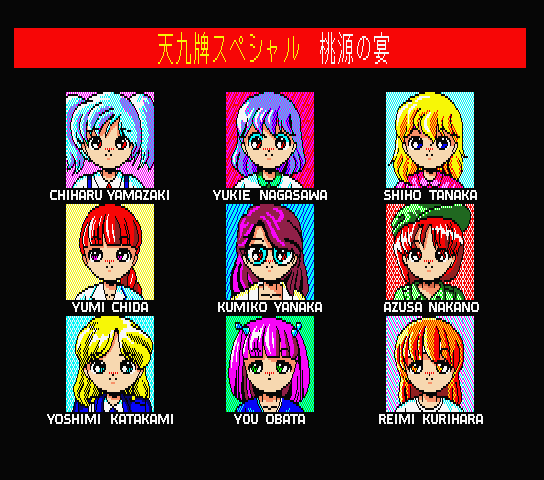 天九牌スペシャル 桃源の宴
CHIHARU YAMAZAKI YUKIE NAGASAWA SHIHO TANAKA
YUMI CHIDA KUMIKO YANAKA AZUSA NAKANO
YOSHIMI KATAKAMI YOU OBATA REIMI KURIHARA